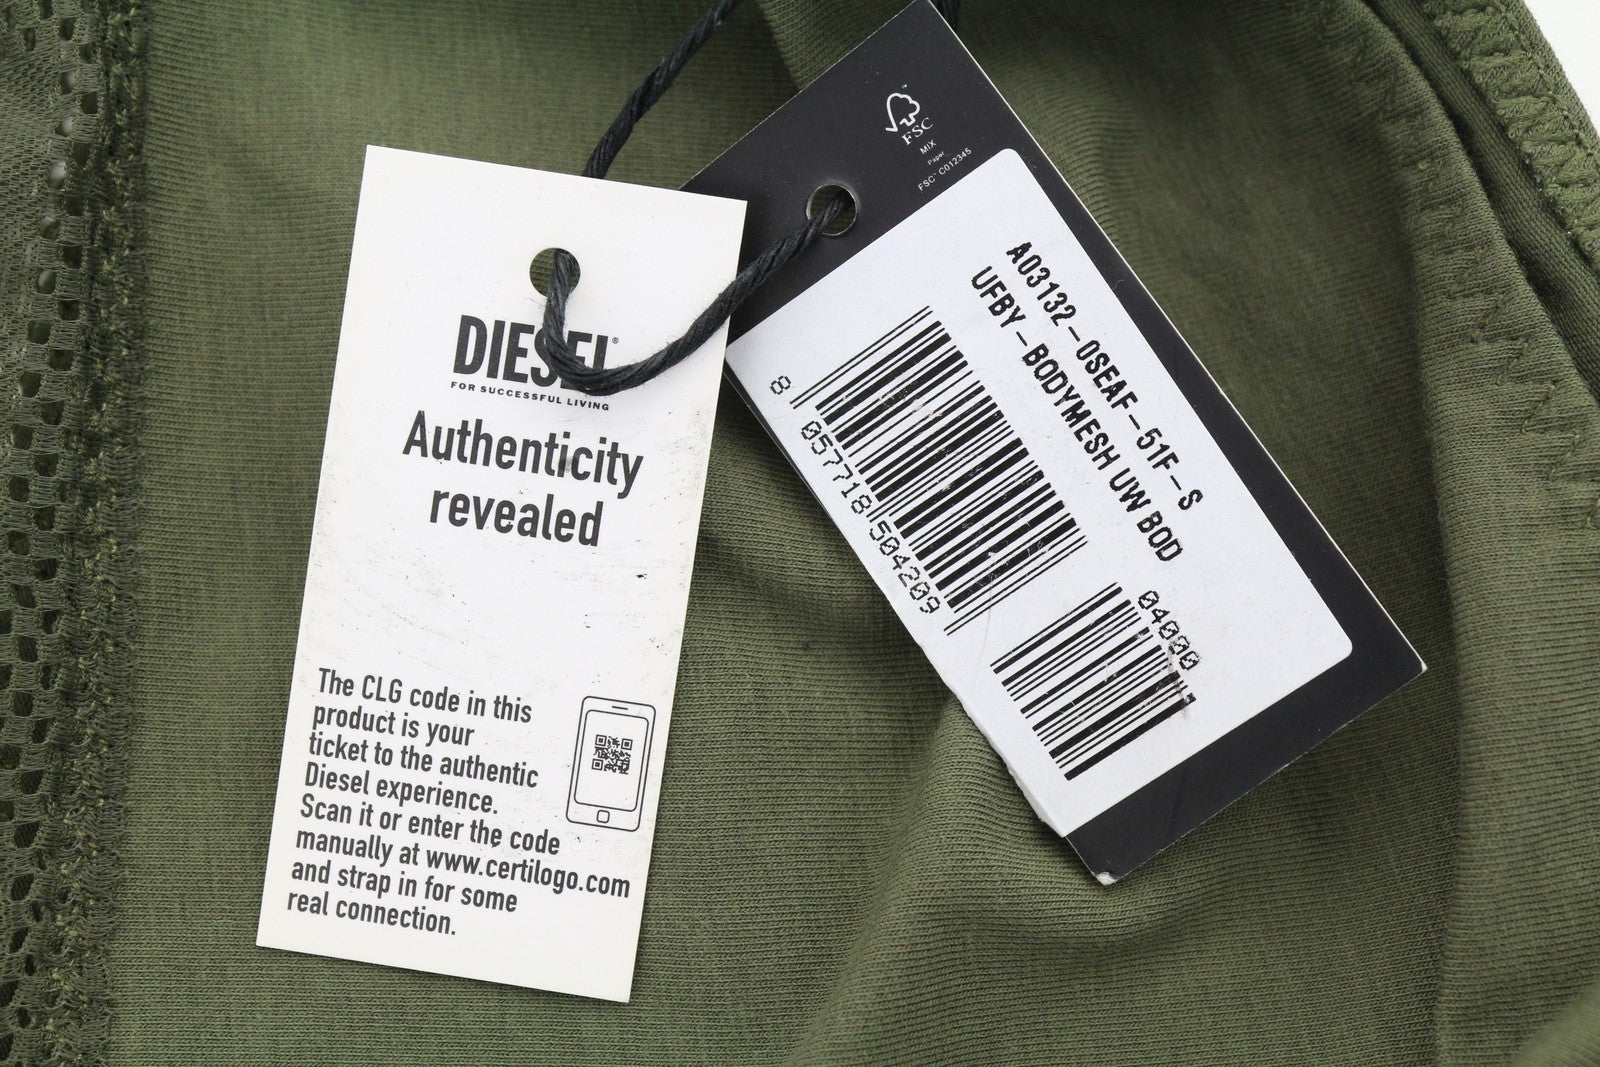 DIESEL®
FOR SUCCESSFUL LIVING
Authenticity
revealed
The CLG code in this
product is your
ticket to the authentic
Diesel experience.
Scan it or enter the code
manually at www.certilogo.com
and strap in for some
real connection.
FSC
MIX
Paper
FSC™ C012345
A03132-0SEAF-51F-S
UFBY-BODYMESH UW BOD
8 057718 504209
04000